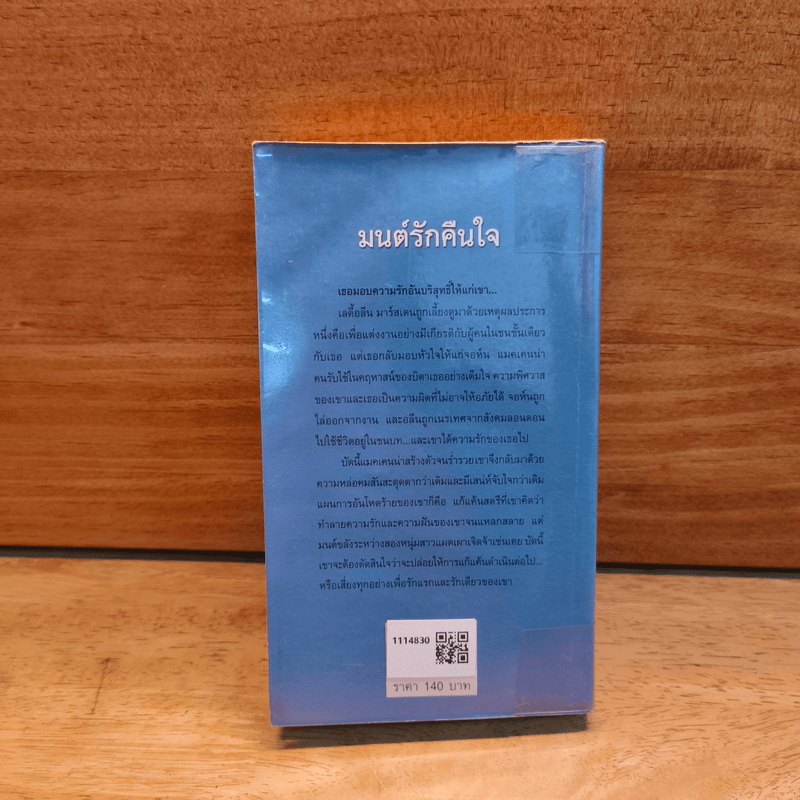 มนต์รักคืนใจ
เธอมอบความรักอันบริสุทธิ์ให้แก่เขา...
เลดี้อลีน มาร์สเดนถูกเลี้ยงดูมาด้วยเหตุผลประการ
หนึ่งคือเพื่อแต่งงานอย่างมีเกียรติกับผู้คนในชนชั้นเดียว
กับเธอ แต่เธอกลับมอบหัวใจให้แก่จอห์น แมคเคนน่า
คนรับใช้ในคฤหาสน์ของบิดาเธออย่างเต็มใจ ความพิศวาส
ของเขาและเธอเป็นความผิดที่ไม่อาจให้อภัยได้ จอห์นถูก
ไล่ออกจากงาน และอลีนถูกเนรเทศจากสังคมลอนดอน
ไปใช้ชีวิตอยู่ในชนบท...และเขาได้ความรักของเธอไป
บัดนี้แมคเคนน่าสร้างตัวจนร่ำรวยเขาจึงกลับมาด้วย
ความหล่อคมสันสะดุดตากว่าเดิมและมีเสน่ห์จับใจกว่าเดิม
แผนการอันโหดร้ายของเขาก็คือ แก้แค้นสตรีที่เขาคิดว่า
ทำลายความรักและความฝันของเขาจนแหลกสลาย แต่
มนต์ขลังระหว่างสองหนุ่มสาวแผดเผาเจิดจ้าเช่นเคย บัดนี้
เขาจะต้องตัดสินใจว่าจะปล่อยให้การแก้แค้นดำเนินต่อไป...
หรือเสี่ยงทุกอย่างเพื่อรักแรกและรักเดียวของเขา
1114830
ราคา 140 บาท